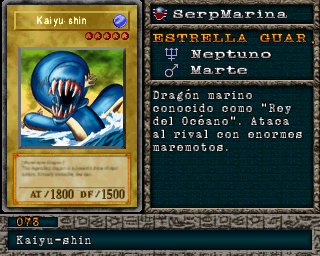 Kaiyu-shin
AT/1800 DF/1500
SerpMarina
ESTRELLA GUAR.
Neptuno
Marte
Dragón marino
conocido como "Rey
del Océano". Ataca
al rival con enormes
maremotos.
073
Kaiyu-shin